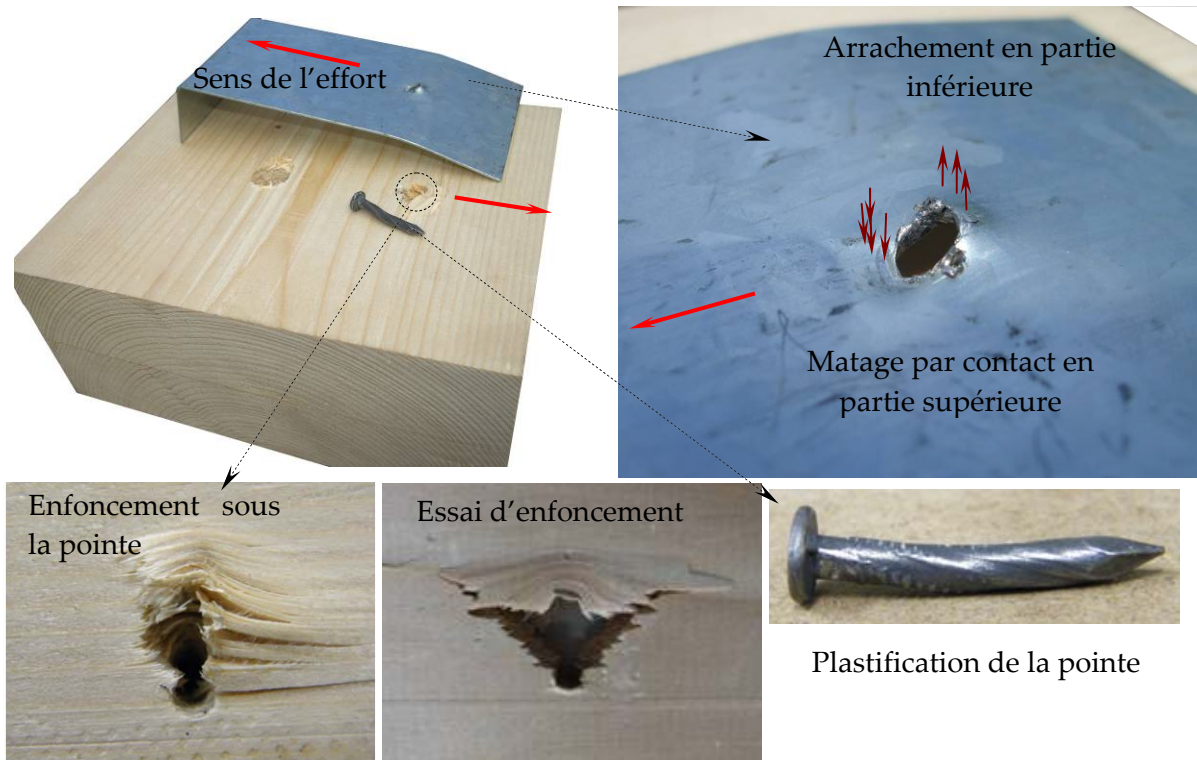 Sens de l’effort
Arrachement en partie
inférieure
Matage par contact en
partie supérieure
Enfoncement sous
la pointe
Essai d’enfoncement
Plastification de la pointe